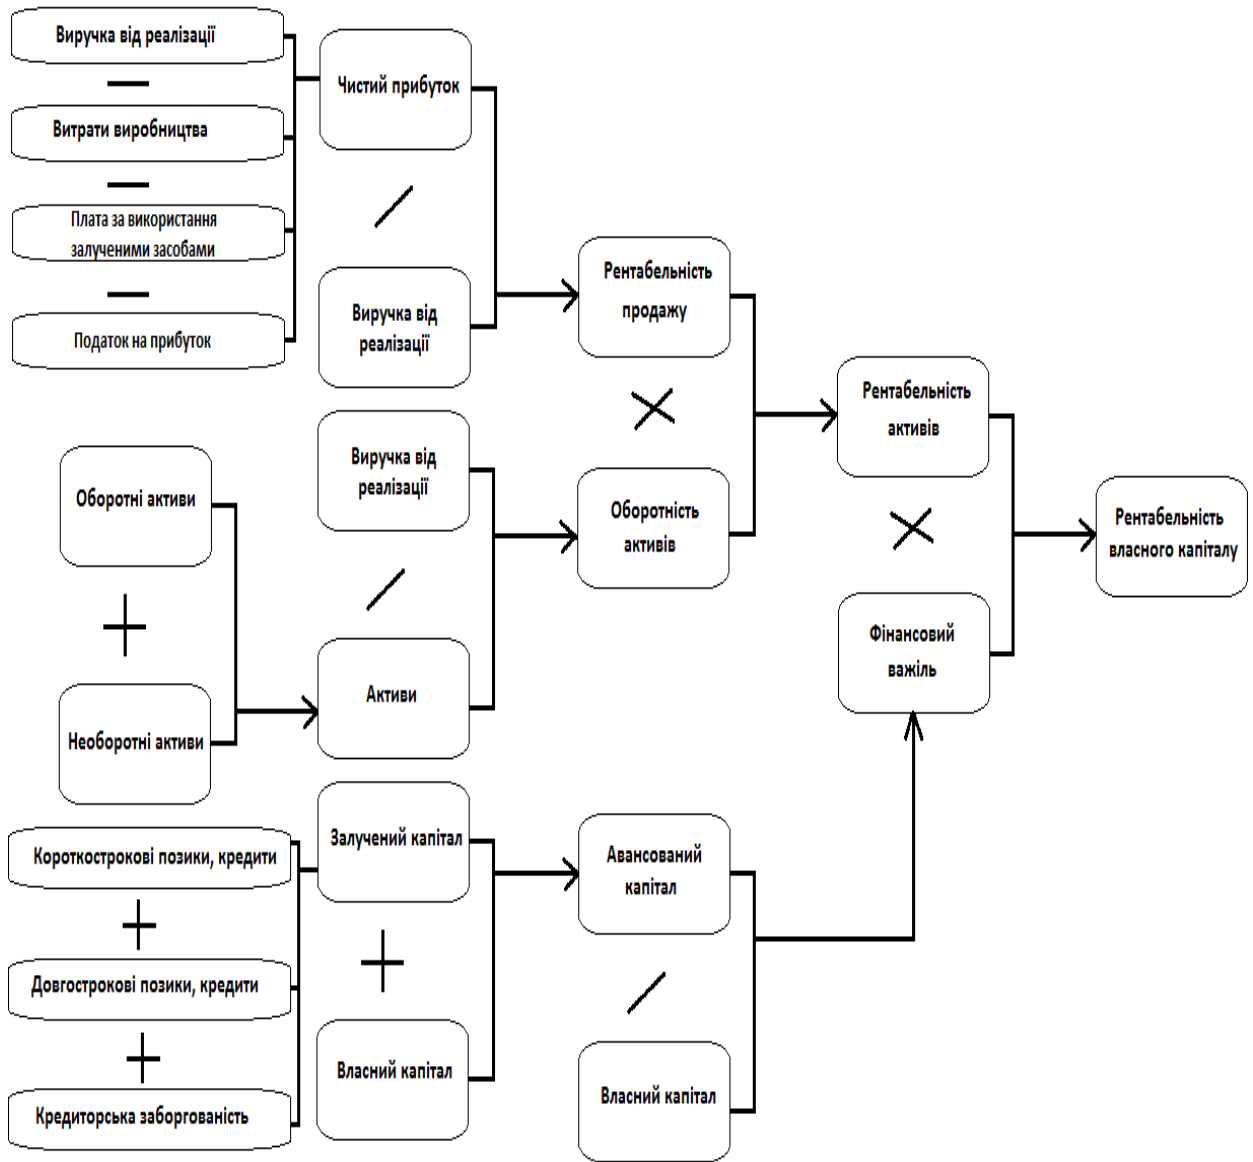 Виручка від реалізації
Витрати виробництва
Плата за використання
залученими засобами
Податок на прибуток
Чистий прибуток
Виручка від
реалізації
Рентабельність
продажу
Виручка від
реалізації
Оборотні активи
Необоротні активи
Активи
Оборотність
активів
Рентабельність
активів
Фінансовий
важіль
Рентабельність
власного капіталу
Короткострокові позики, кредити
Довгострокові позики, кредити
Кредиторська заборгованість
Залучений капітал
Власний капітал
Авансований
капітал
Власний капітал